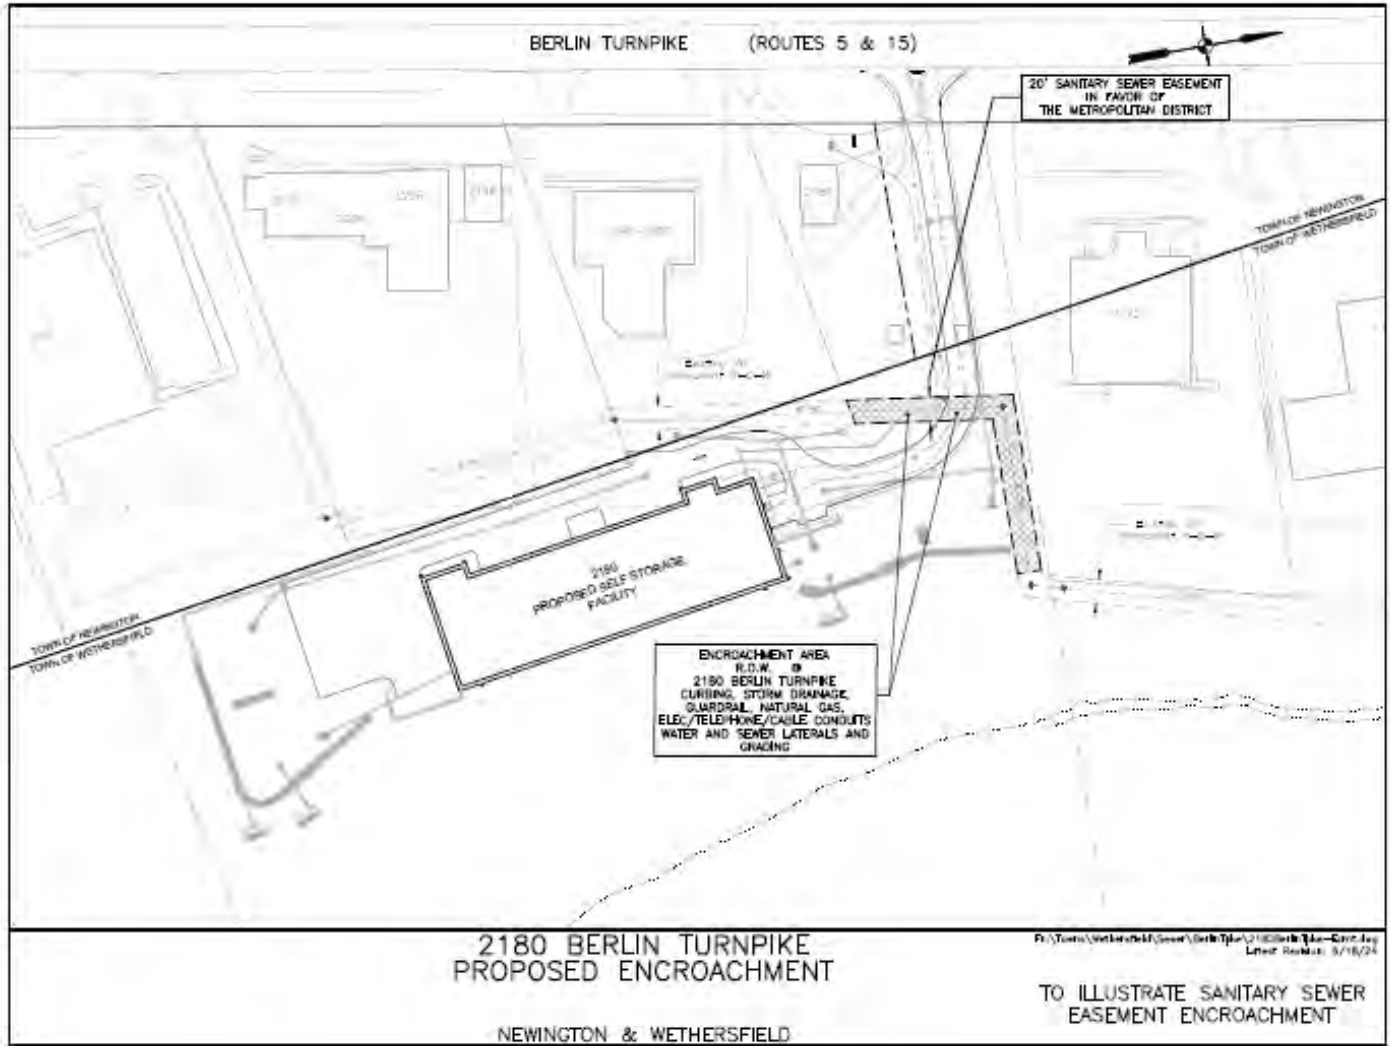 BERLIN TURNPIKE (ROUTES 5 & 15)
20' SANITARY SEWER EASEMENT
IN FAVOR OF
THE METROPOLITAN DISTRICT
TOWN OF NEWINGTON
TOWN OF WETHERSFIELD
2180
PROPOSED SELF STORAGE
FACILITY
TOWN OF NEWINGTON
TOWN OF WETHERSFIELD
ENCROACHMENT AREA
R.O.W. @
2180 BERLIN TURNPIKE
CURBING, STORM DRAINAGE,
GUARDRAIL, NATURAL GAS,
ELEC/TELEPHONE/CABLE CONDUITS
WATER AND SEWER LATERALS AND
GRADING
2180 BERLIN TURNPIKE
PROPOSED ENCROACHMENT
NEWINGTON & WETHERSFIELD
Latest Revision:
TO ILLUSTRATE SANITARY SEWER
EASEMENT ENCROACHMENT